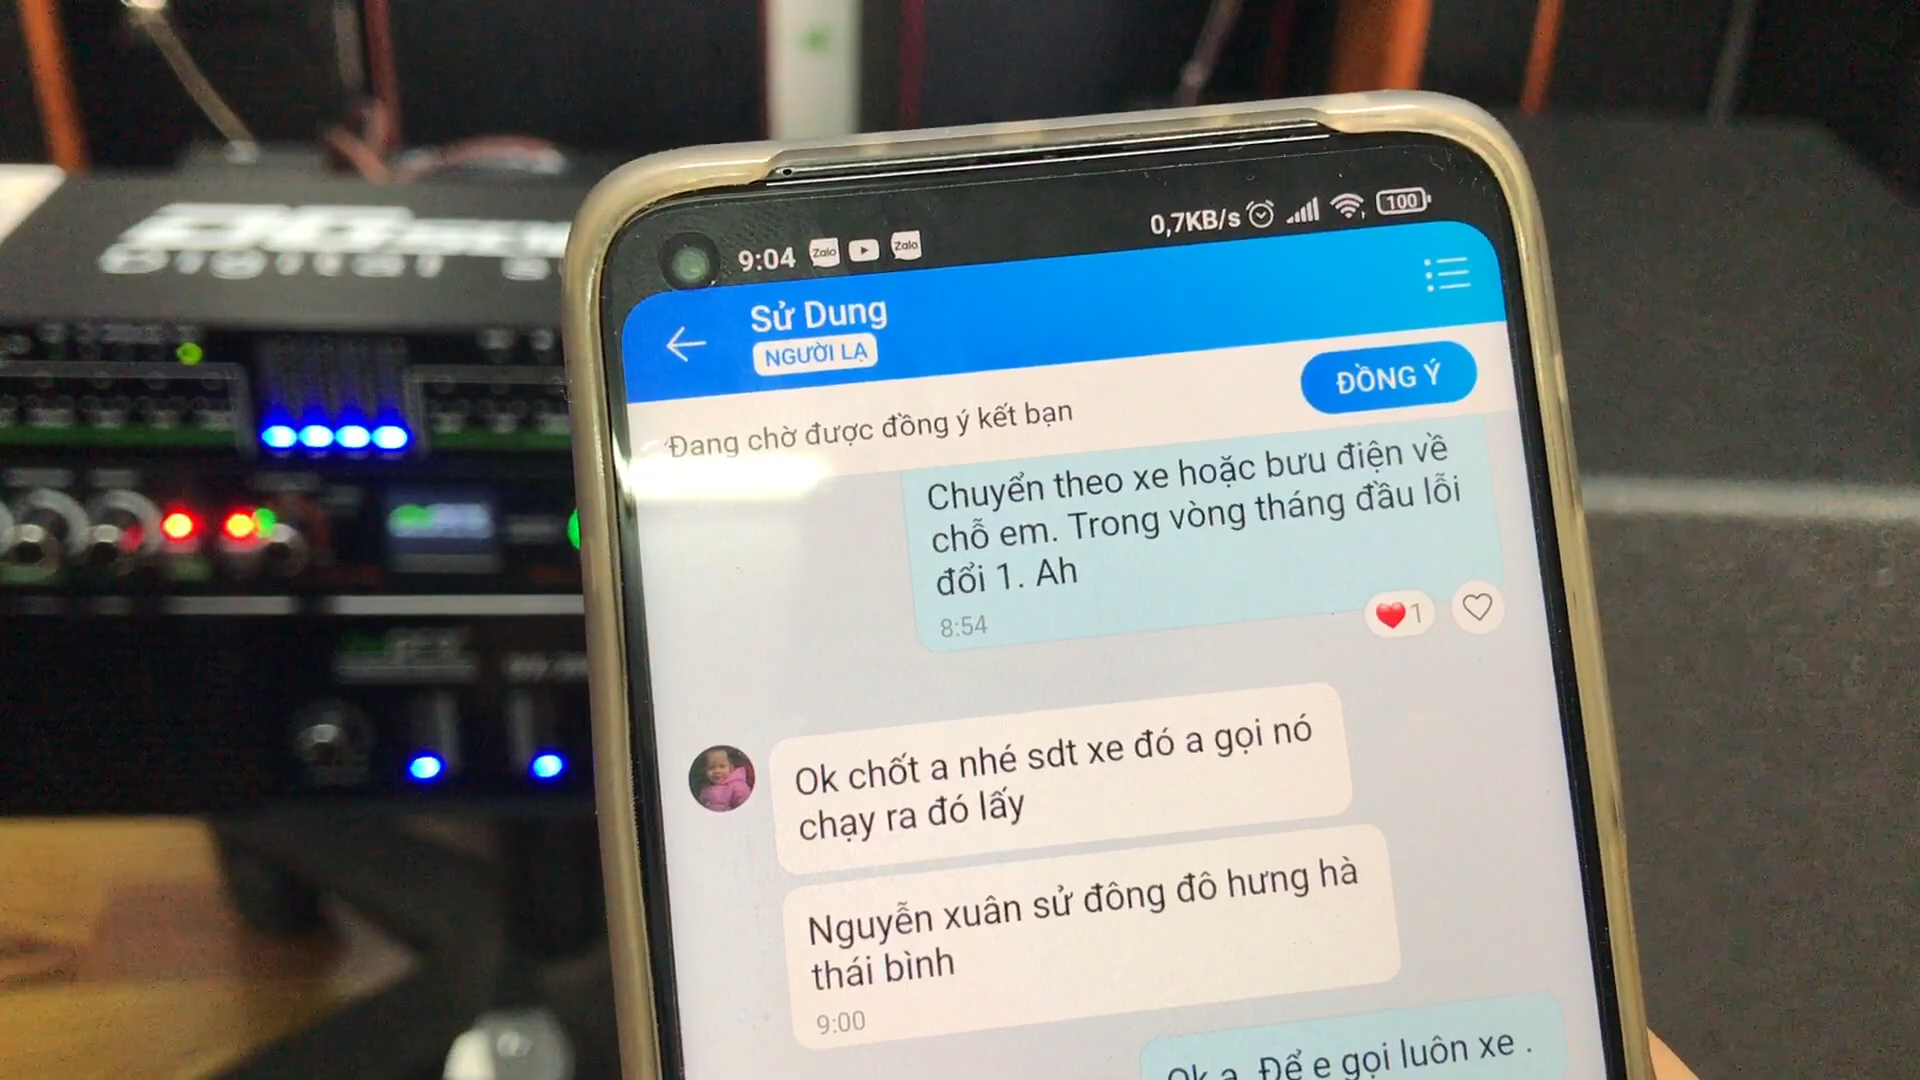 9:04 Zalo Zalo 0,7KB/s 100
Sử Dung
NGƯỜI LẠ
Đang chờ được đồng ý kết bạn
ĐỒNG Ý
Chuyển theo xe hoặc bưu điện về
chỗ em. Trong vòng tháng đầu lỗi
đổi 1. Ah
8:54
1
Ok chốt a nhé sdt xe đó a gọi nó
chạy ra đó lấy
Nguyễn xuân sử đông đô hưng hà
thái bình
9:00
Ok a. Để e gọi luôn xe .
Digital